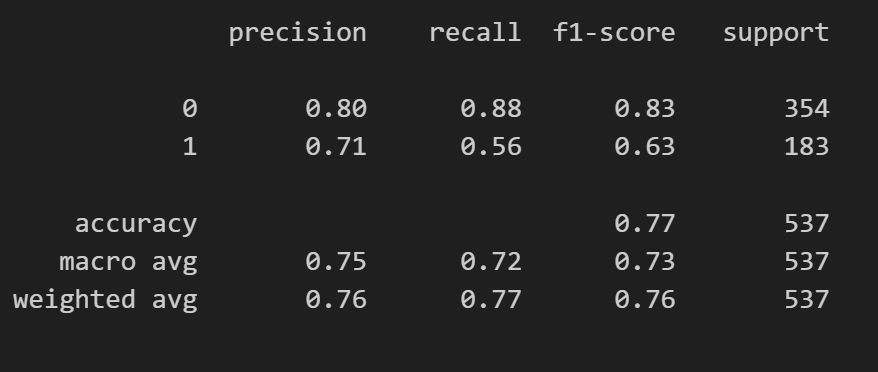 precision recall f1-score support
0 0.80 0.88 0.83 354
1 0.71 0.56 0.63 183
accuracy 0.77 537
macro avg 0.75 0.72 0.73 537
weighted avg 0.76 0.77 0.76 537